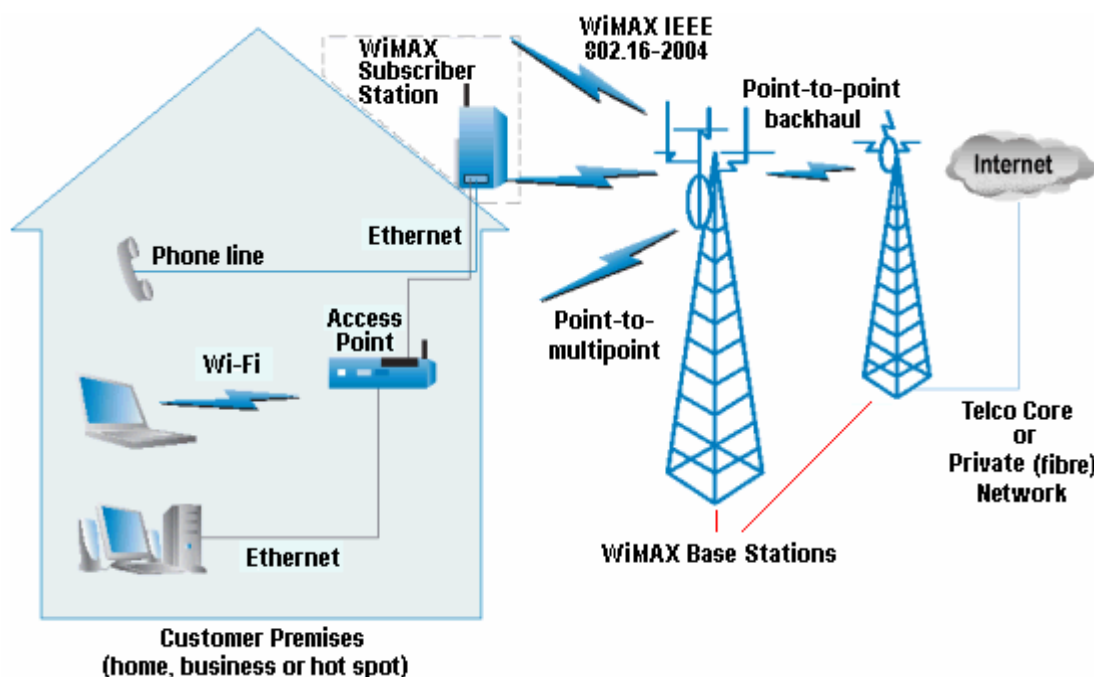 WiMAX
Subscriber
Station
WiMAX IEEE
802.16-2004
Point-to-point
backhaul
Internet
Ethernet
Phone line
Access
Point
Wi-Fi
Point-to-
multipoint
Telco Core
or
Private (fibre)
Network
Ethernet
WiMAX Base Stations
Customer Premises
(home, business or hot spot)